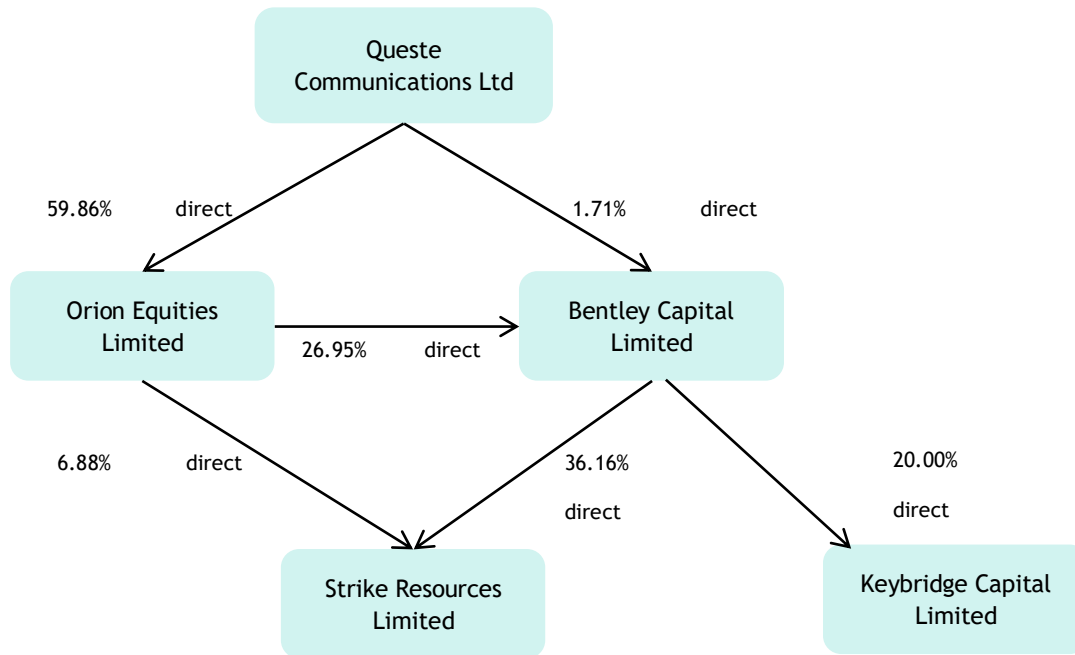 Queste
Communications Ltd
59.86% direct
1.71% direct
Orion Equities
Limited
Bentley Capital
Limited
26.95% direct
6.88% direct
36.16%
direct
20.00%
direct
Strike Resources
Limited
Keybridge Capital
Limited